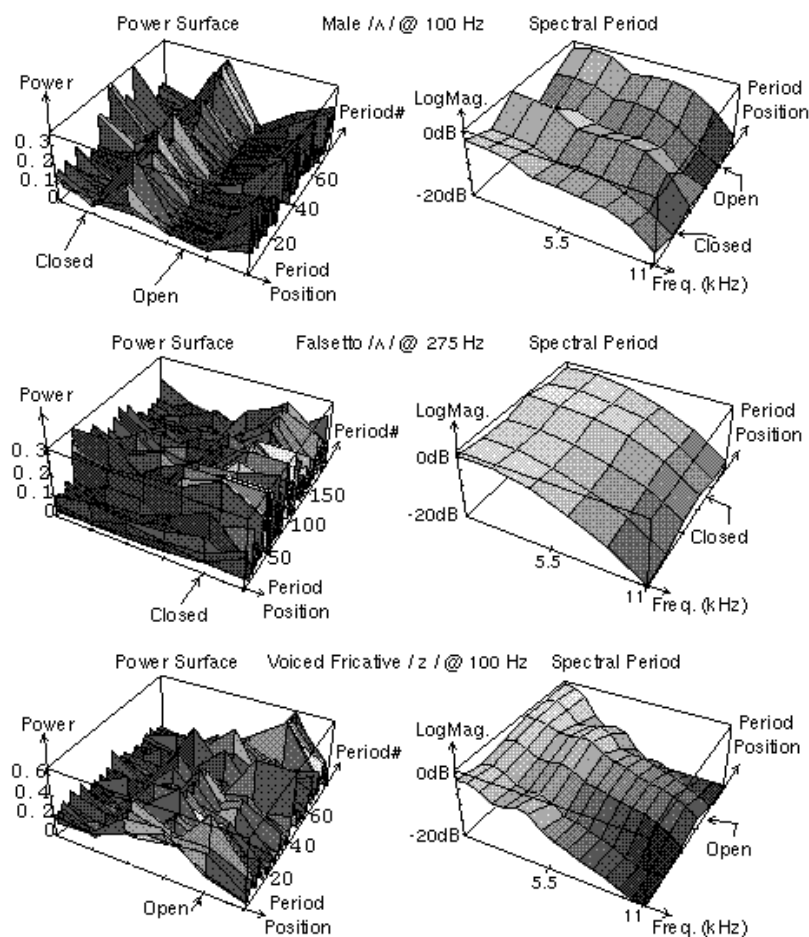 Power Surface Male /ʌ/ @ 100 Hz Spectral Period
Power
0.3
0.2
0.1
0
Closed
Open
20
40
60
Period#
Period
Position
LogMag.
0dB
-20dB
5.5
11
Freq. (kHz)
Closed
Open
Period
Position
Power Surface Falsetto /ʌ/ @ 275 Hz Spectral Period
Power
0.3
0.2
0.1
0
Closed
50
100
150
Period#
Period
Position
LogMag.
0dB
-20dB
5.5
11
Freq. (kHz)
Closed
Period
Position
Power Surface Voiced Fricative /z/ @ 100 Hz Spectral Period
Power
0.6
0.4
0.2
0
Open
20
40
60
Period#
Period
Position
LogMag.
0dB
-20dB
5.5
11
Freq. (kHz)
Open
Period
Position